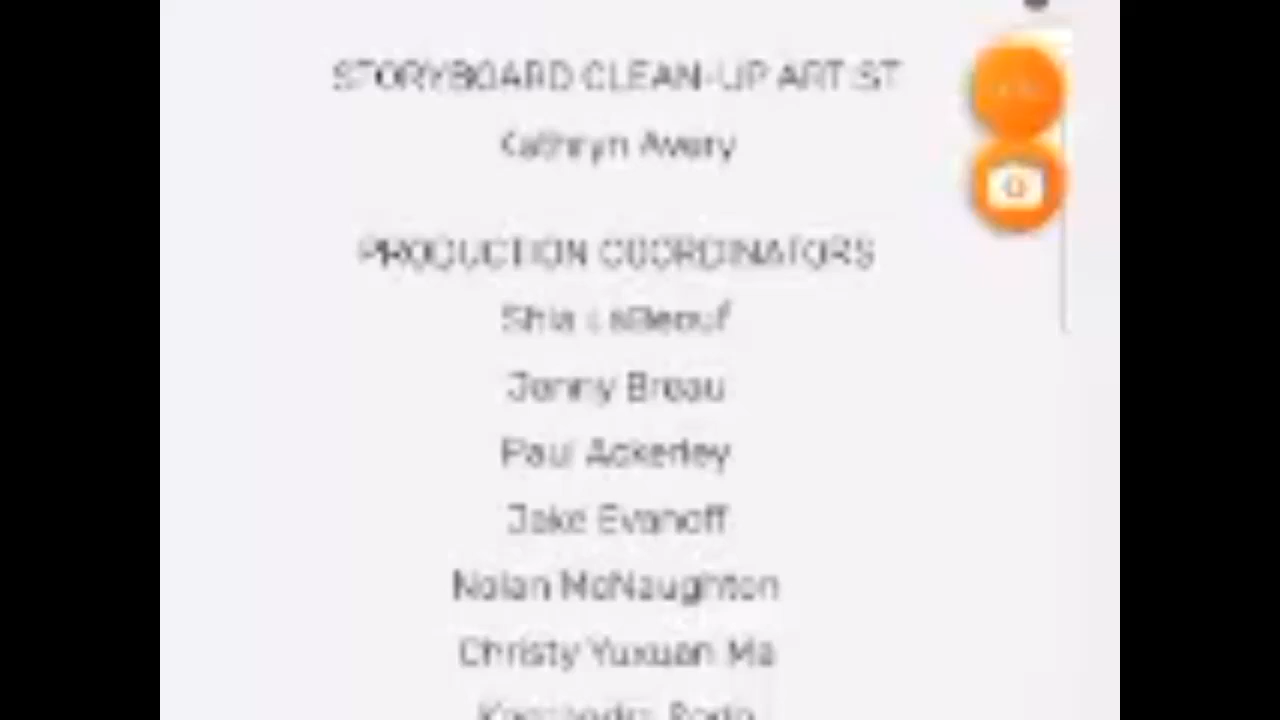 STORYBOARD CLEAN-UP ARTIST
Kathryn Avery
PRODUCTION COORDINATORS
Shia LaBeouf
Jenny Breau
Paul Ackerley
Jake Evanoff
Nolan McNaughton
Christy Yuxuan Ma